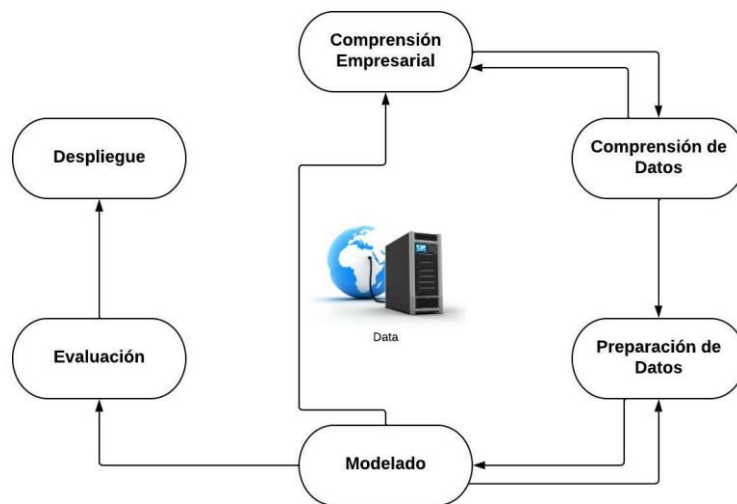 Comprensión
Empresarial
Despliegue
Comprensión de
Datos
Data
Evaluación
Preparación de
Datos
Modelado